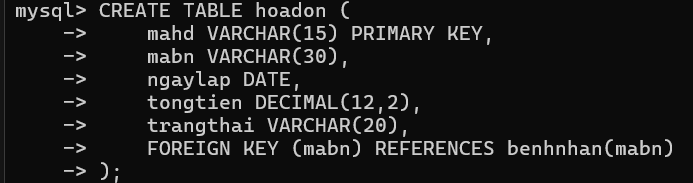 mysql> CREATE TABLE hoadon (
    ->     mahd VARCHAR(15) PRIMARY KEY,
    ->     mabn VARCHAR(30),
    ->     ngaylap DATE,
    ->     tongtien DECIMAL(12,2),
    ->     trangthai VARCHAR(20),
    ->     FOREIGN KEY (mabn) REFERENCES benhnhan(mabn)
    -> );